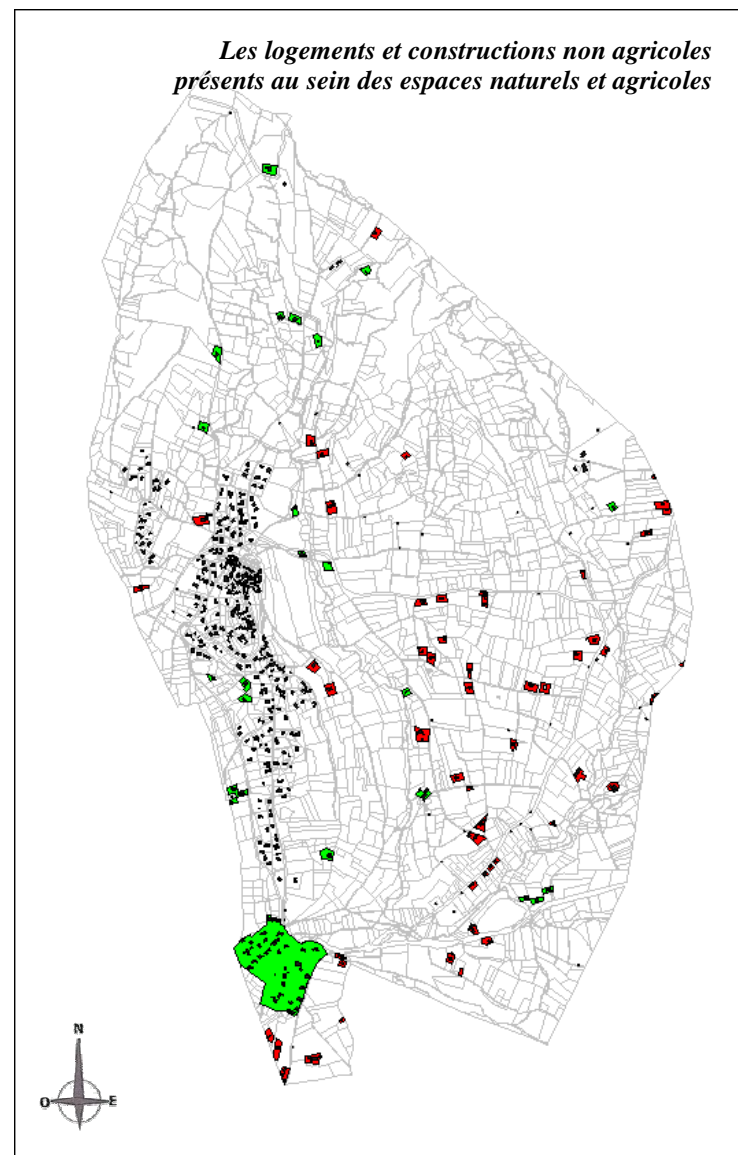 Les logements et constructions non agricoles
présents au sein des espaces naturels et agricoles
N
O E